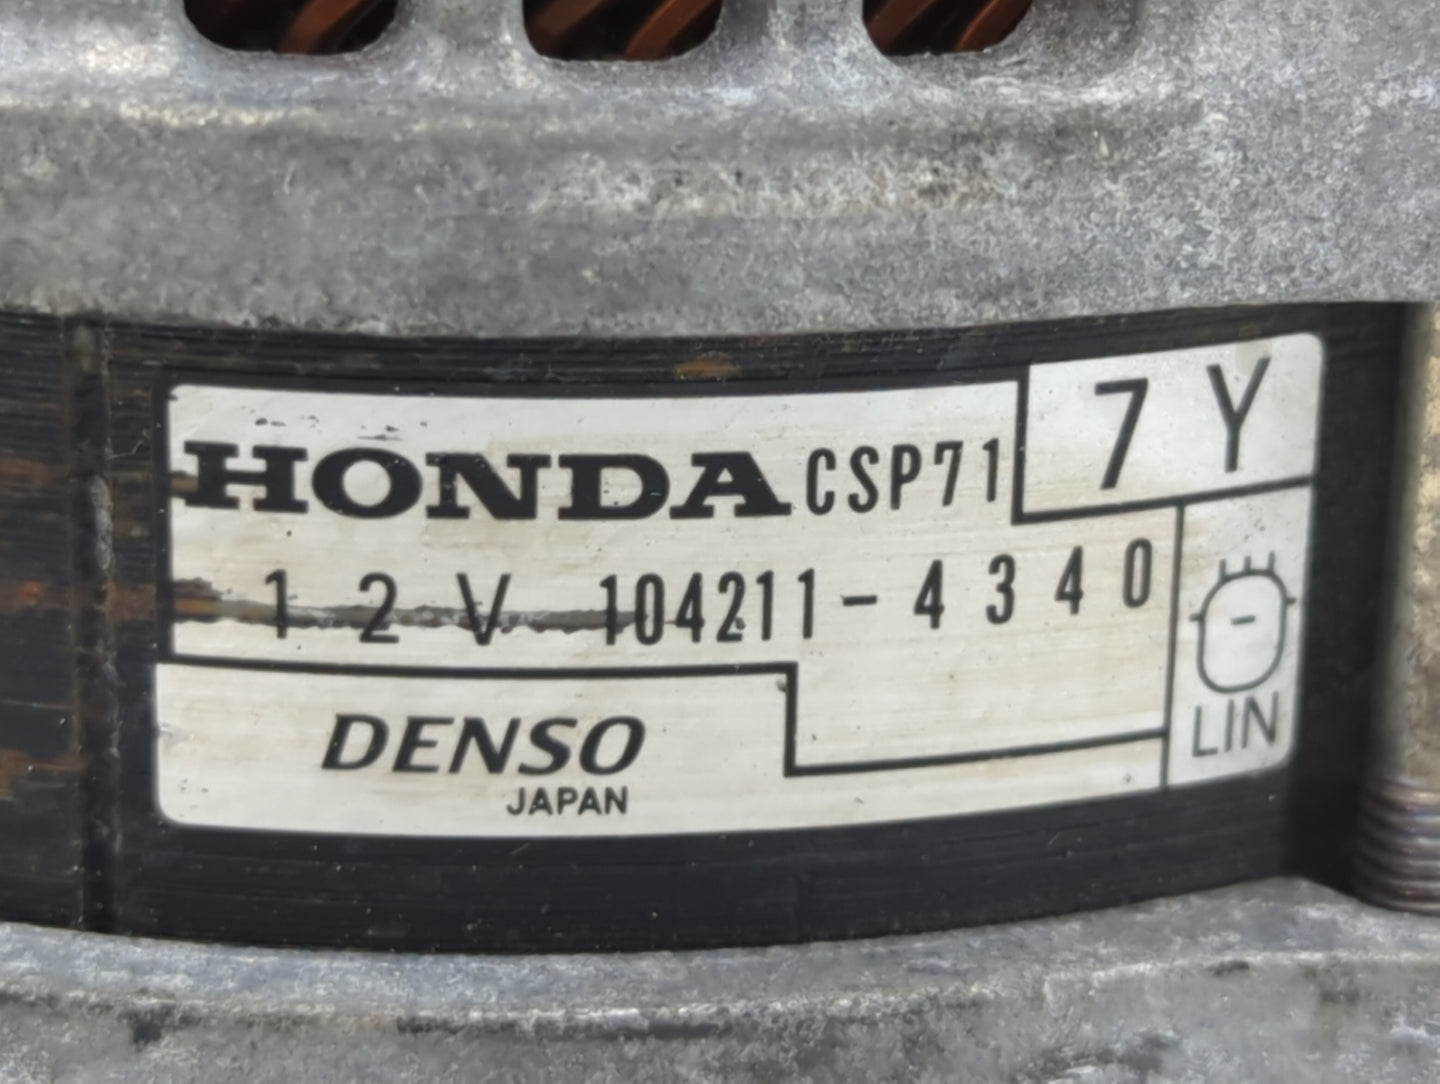 HONDA CSP71 7Y
12V 104211-4340
DENSO
JAPAN
LIN